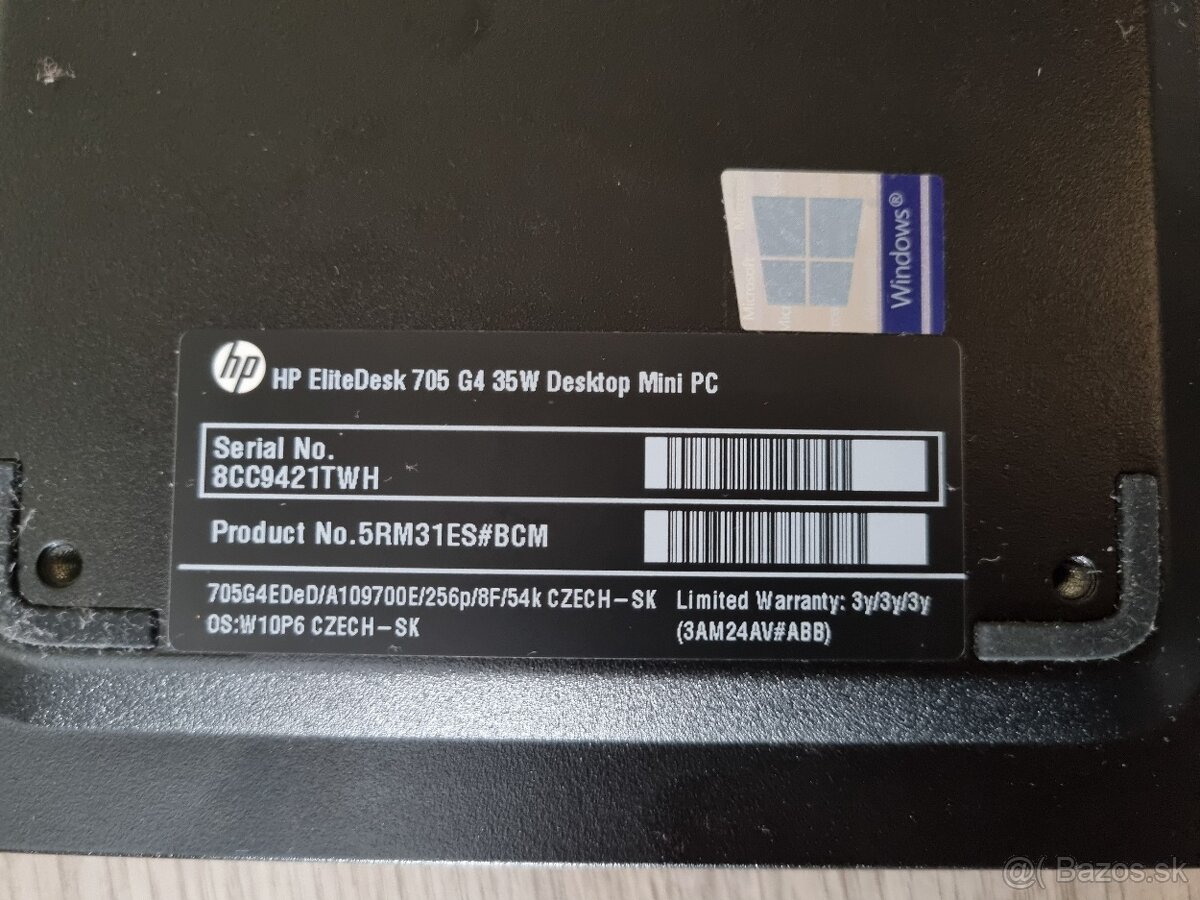 Windows®
Microsoft
hp HP EliteDesk 705 G4 35W Desktop Mini PC
Serial No.
8CC9421TWH
Product No.5RM31ES#BCM
705G4EDeD/A109700E/256p/8F/54k CZECH-SK
OS:W10P6 CZECH-SK
Limited Warranty: 3y/3y/3y
(3AM24AV#ABB)
@( Bazos.sk